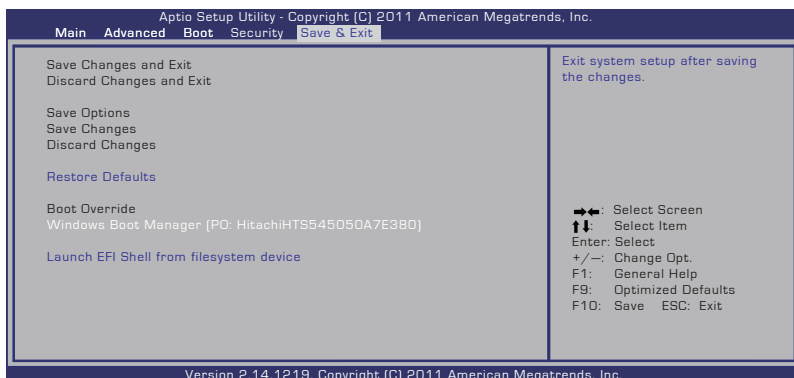 Aptio Setup Utility - Copyright (C) 2011 American Megatrends, Inc.
Main Advanced Boot Security Save & Exit
Save Changes and Exit
Discard Changes and Exit
Save Options
Save Changes
Discard Changes
Restore Defaults
Boot Override
Windows Boot Manager (PO: HitachiHTS545050A7E380)
Launch EFI Shell from filesystem device
Exit system setup after saving
the changes.
→←: Select Screen
↑↓: Select Item
Enter: Select
+/—: Change Opt.
F1: General Help
F9: Optimized Defaults
F10: Save ESC: Exit
Version 2.14.1219. Copyright (C) 2011 American Megatrends, Inc.